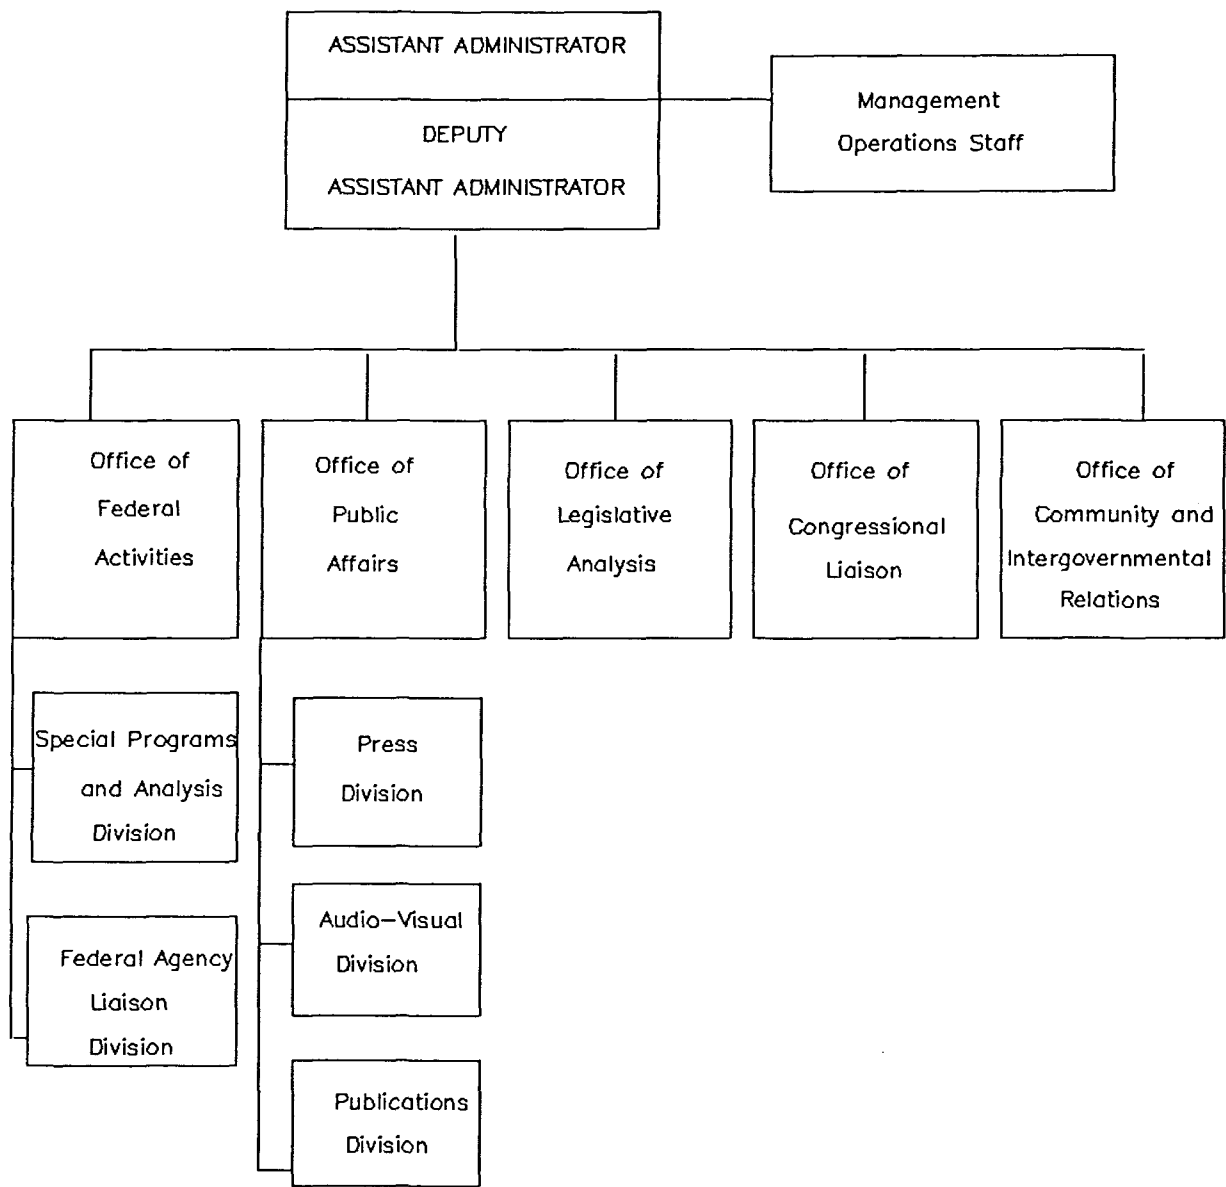 ASSISTANT ADMINISTRATOR
DEPUTY
ASSISTANT ADMINISTRATOR
Management
Operations Staff
Office of
Federal
Activities
Office of
Public
Affairs
Office of
Legislative
Analysis
Office of
Congressional
Liaison
Office of
Community and
Intergovernmental
Relations
Special Programs
and Analysis
Division
Federal Agency
Liaison
Division
Press
Division
Audio-Visual
Division
Publications
Division